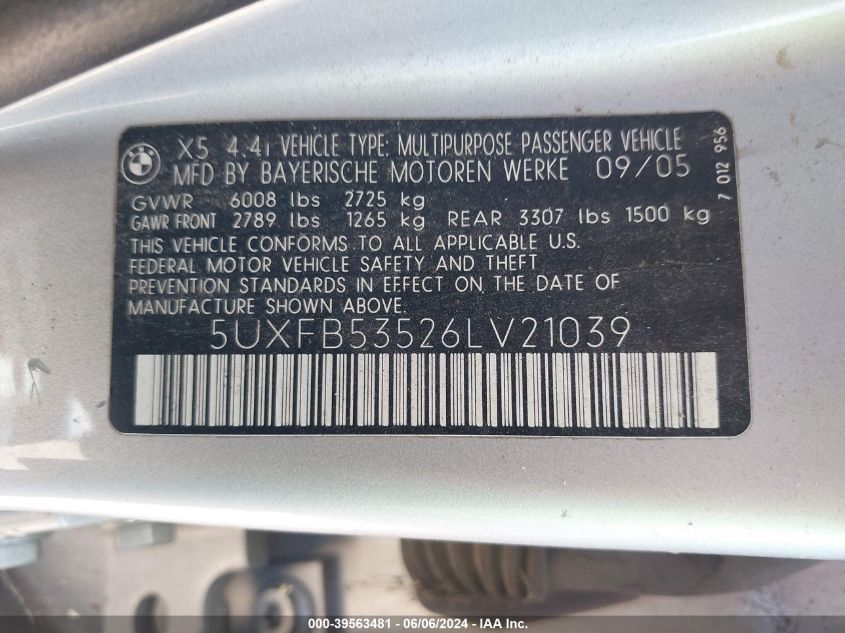 X5 4.4i VEHICLE TYPE: MULTIPURPOSE PASSENGER VEHICLE
MFD BY BAYERISCHE MOTOREN WERKE 09/05
GVWR 6008 lbs 2725 kg
GAWR FRONT 2789 lbs 1265 kg REAR 3307 lbs 1500 kg
THIS VEHICLE CONFORMS TO ALL APPLICABLE U.S.
FEDERAL MOTOR VEHICLE SAFETY AND THEFT
PREVENTION STANDARDS IN EFFECT ON THE DATE OF
MANUFACTURE SHOWN ABOVE.
5UXFB53526LV21039
7 012 956
000-39563481 - 06/06/2024 - IAAI Inc.